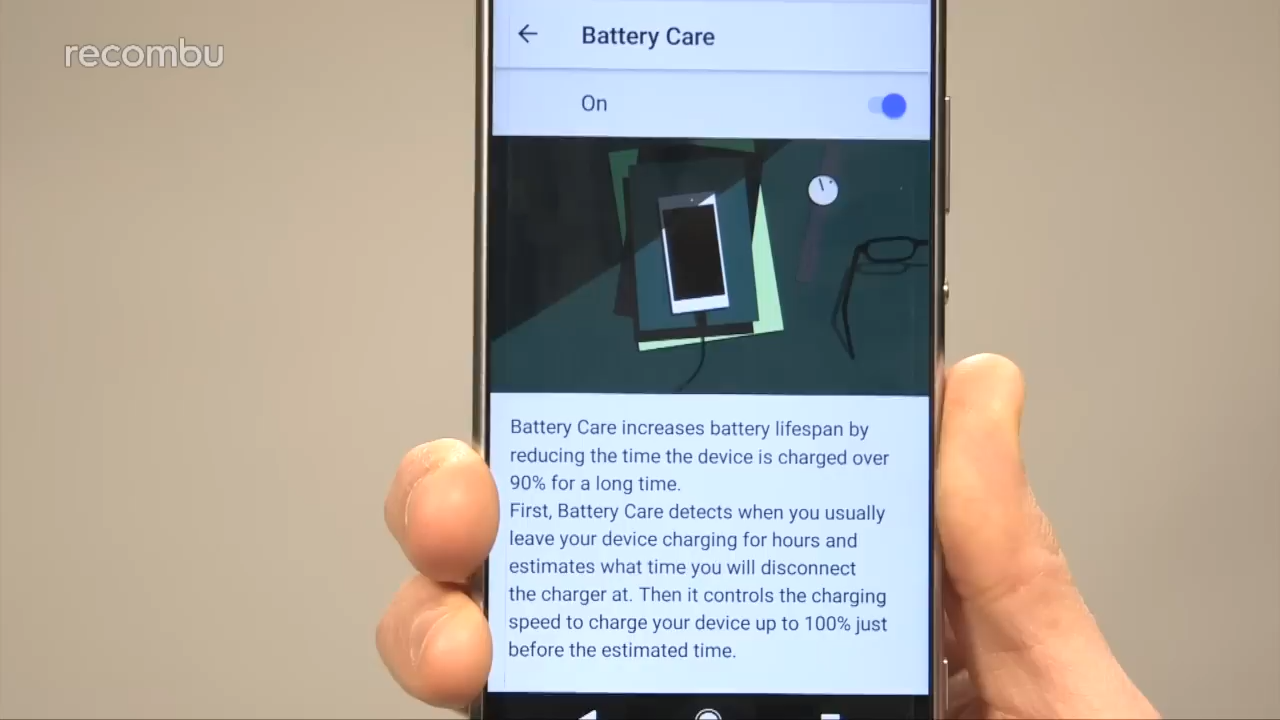 recombu
Battery Care
On
Battery Care increases battery lifespan by
reducing the time the device is charged over
90% for a long time.
First, Battery Care detects when you usually
leave your device charging for hours and
estimates what time you will disconnect
the charger at. Then it controls the charging
speed to charge your device up to 100% just
before the estimated time.